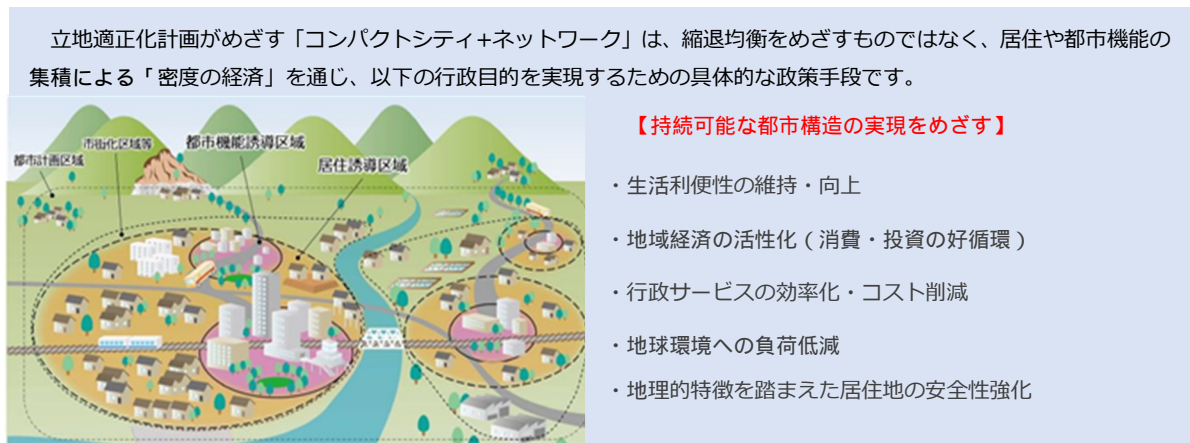 立地適正化計画がめざす「コンパクトシティ+ネットワーク」は、縮退均衡をめざすものではなく、居住や都市機能の
集積による「密度の経済」を通じ、以下の行政目的を実現するための具体的な政策手段です。
都市計画区域
市街化区域等
都市機能誘導区域
居住誘導区域
【持続可能な都市構造の実現をめざす】
・生活利便性の維持・向上
・地域経済の活性化(消費・投資の好循環)
・行政サービスの効率化・コスト削減
・地球環境への負荷低減
・地理的特徴を踏まえた居住地の安全性強化